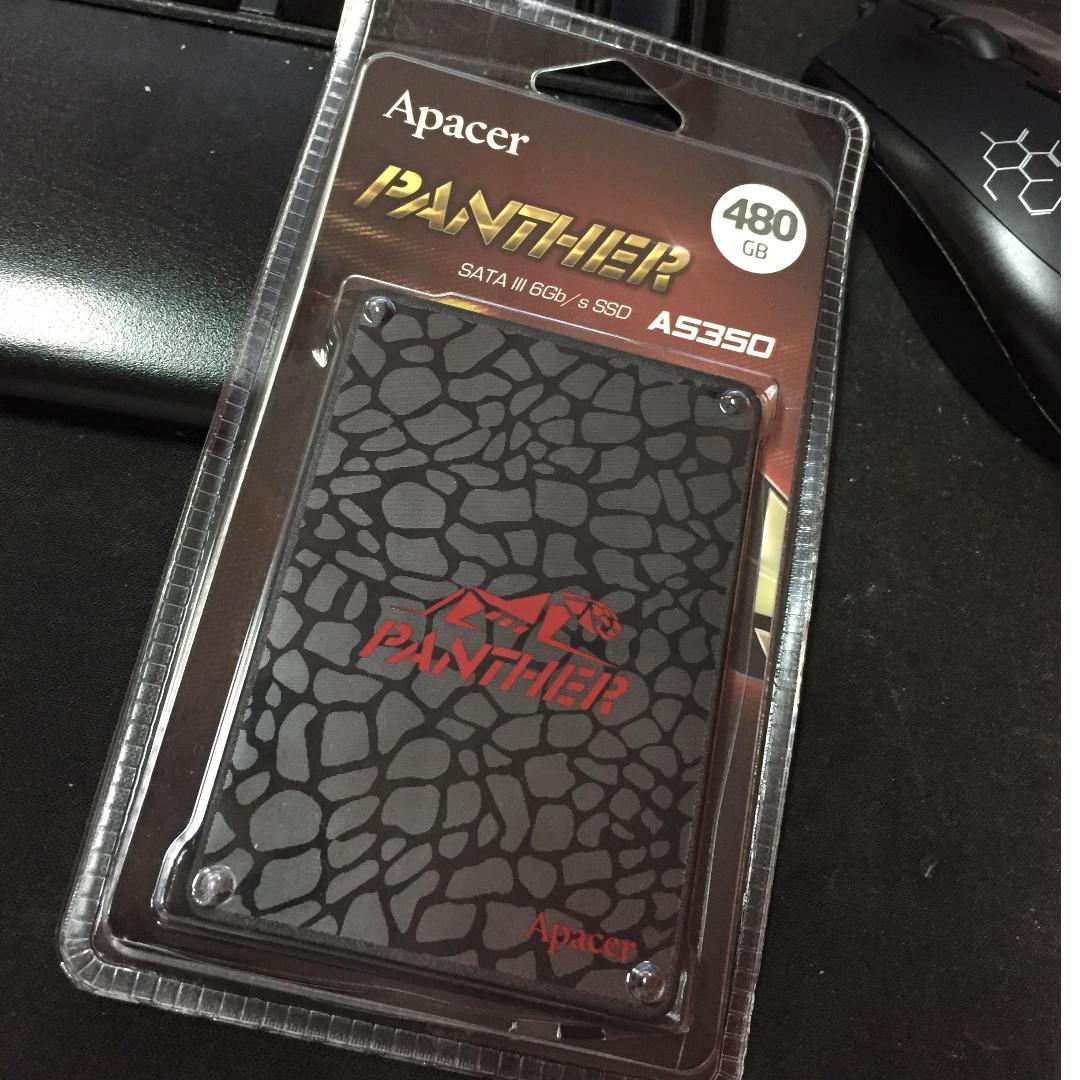 Apacer
PANTHER
480
GB
SATA III 6Gb/s SSD
AS350
PANTHER
Apacer